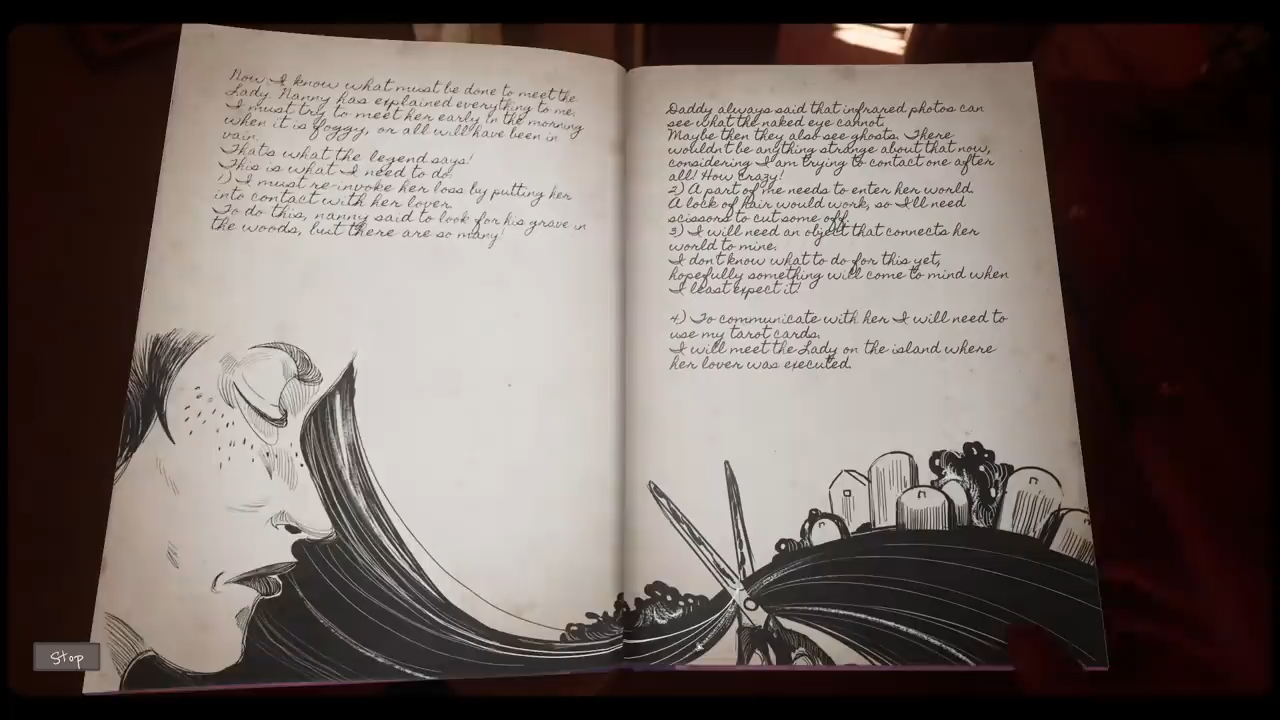 Now I know what must be done to meet the
Lady. Nanny has explained everything to me.
I must try to meet her early in the morning
when it is foggy, or all will have been in
vain.
That's what the legend says!
This is what I need to do:
1) I must re-invoke her loss by putting her
into contact with her lover.
To do this, nanny said to look for his grave in
the woods, but there are so many!
Daddy always said that infrared photos can
see what the naked eye cannot.
Maybe then they also see ghosts. There
wouldn't be anything strange about that now,
considering I am trying to contact one after
all! How crazy!
2) A part of me needs to enter her world.
A lock of hair would work, so I'll need
scissors to cut some off.
3) I will need an object that connects her
world to mine.
I don't know what to do for this yet,
hopefully something will come to mind when
I least expect it!
4) To communicate with her I will need to
use my tarot cards.
I will meet the Lady on the island where
her lover was executed.
Stop